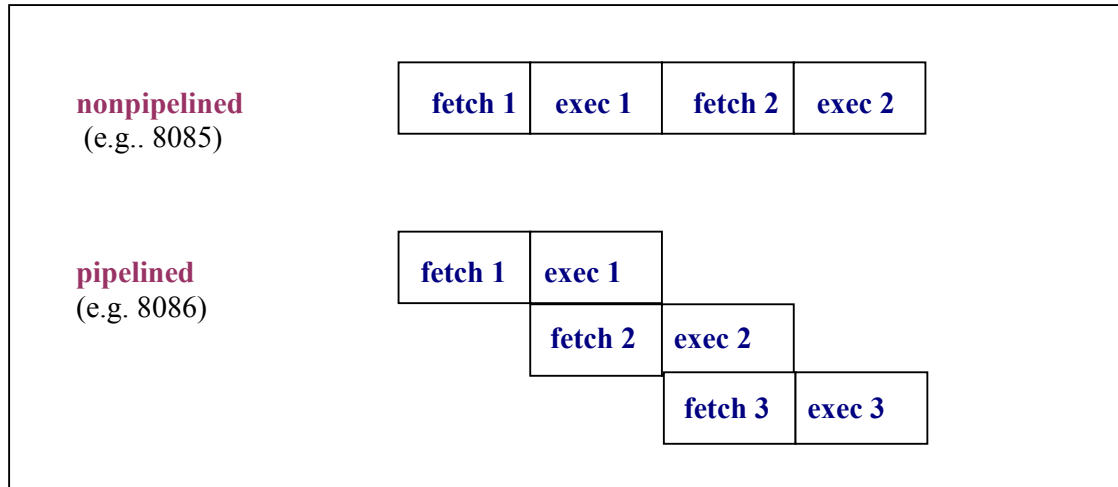 nonpipelined
(e.g.. 8085)
fetch 1 exec 1 fetch 2 exec 2
pipelined
(e.g. 8086)
fetch 1 exec 1
fetch 2 exec 2
fetch 3 exec 3